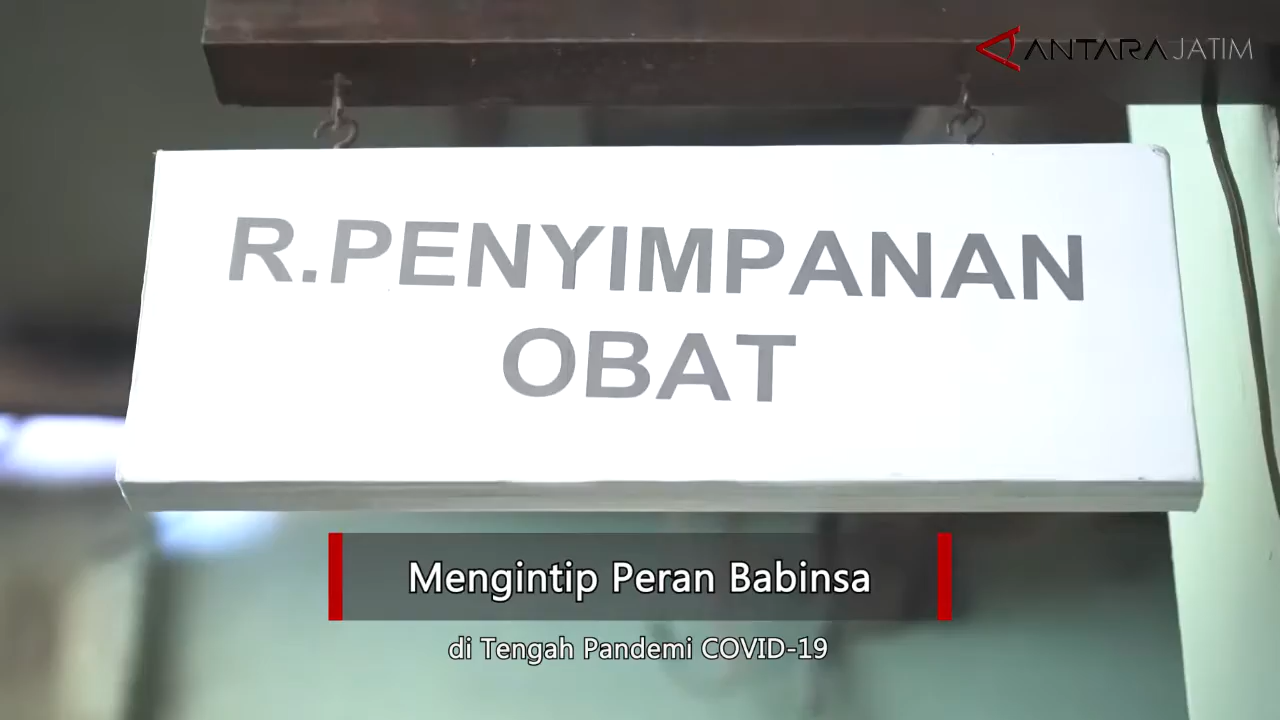 ANTARA JATIM
R.PENYIMPANAN
OBAT
Mengintip Peran Babinsa
di Tengah Pandemi COVID-19